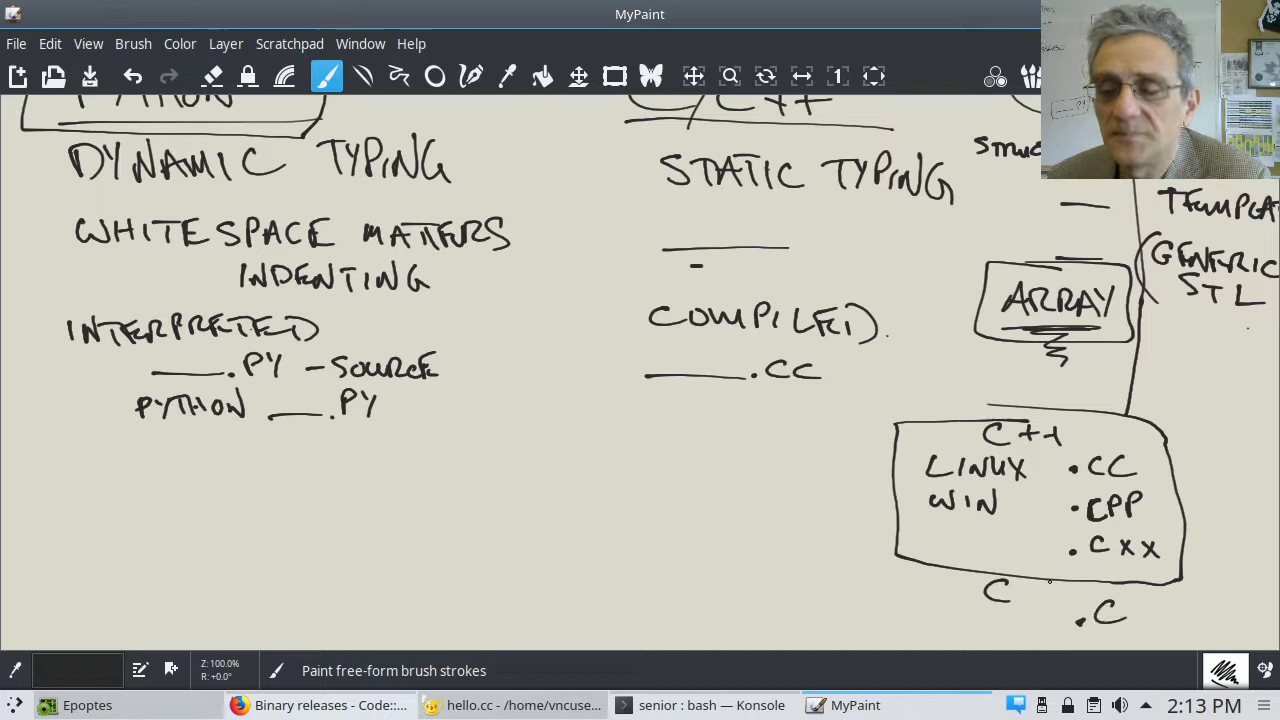 MyPaint
File Edit View Brush Color Layer Scratchpad Window Help
PYTHON
C/C++
DYNAMIC TYPING
STATIC TYPING
WHITESPACE MATTERS
INDENTING
TEMPLA
(GENERIC
STL
ARRAY
INTERPRETED
COMPILED.
.PY - SOURCE
.CC
PYTHON .PY
C++
LINUX .CC
WIN .CPP
.CXX
C .C
Z: 100.0%
R: +0.0°
Paint free-form brush strokes
Epoptes
Binary releases - Code::...
hello.cc - /home/vnc...
senior : bash — Konsole
MyPaint
2:13 PM